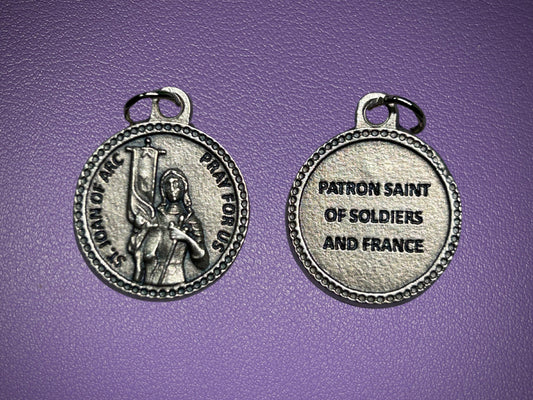 ST. JOAN OF ARC
PRAY FOR US
PATRON SAINT
OF SOLDIERS
AND FRANCE